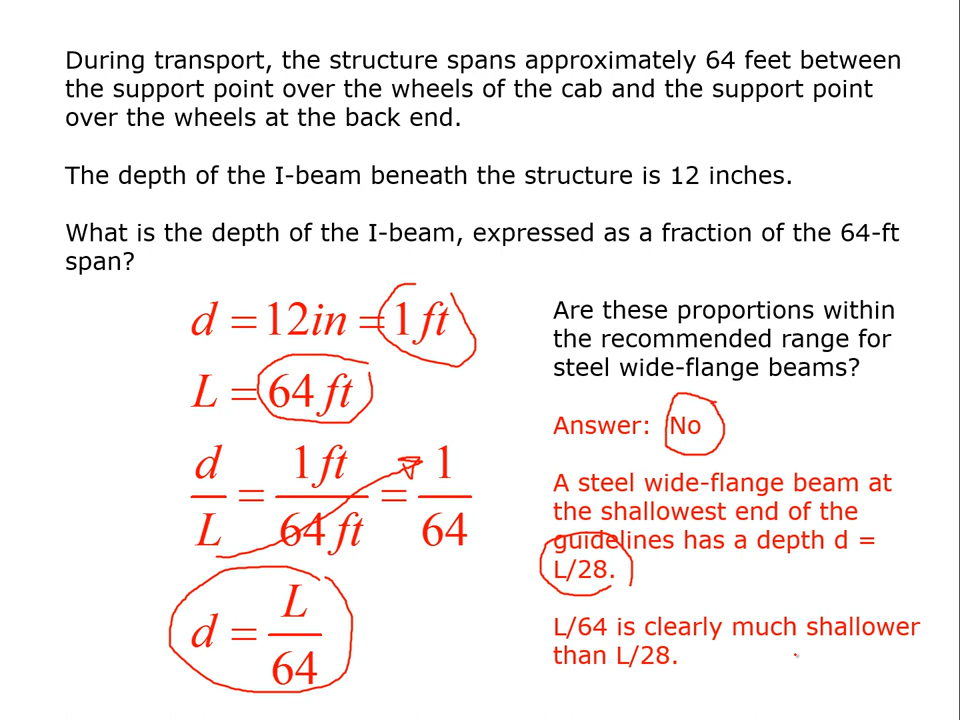 During transport, the structure spans approximately 64 feet between
the support point over the wheels of the cab and the support point
over the wheels at the back end.
The depth of the I-beam beneath the structure is 12 inches.
What is the depth of the I-beam, expressed as a fraction of the 64-ft
span?
d = 12in = 1 ft
L = 64 ft
d/L = 1 ft/64 ft = 1/64
d = L/64
Are these proportions within
the recommended range for
steel wide-flange beams?
Answer: No
A steel wide-flange beam at
the shallowest end of the
guidelines has a depth d =
L/28.
L/64 is clearly much shallower
than L/28.